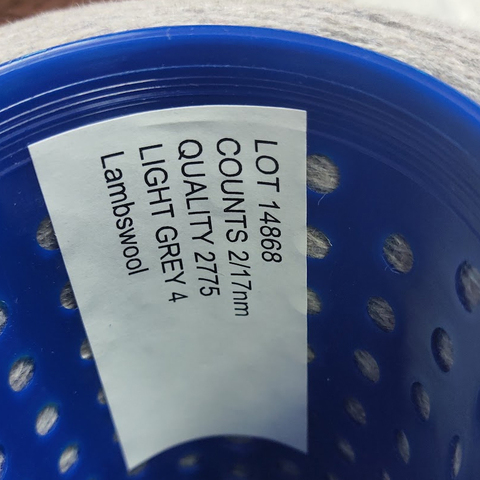 LOT 14868
COUNTS 2/17nm
QUALITY 2775
LIGHT GREY 4
Lambswool